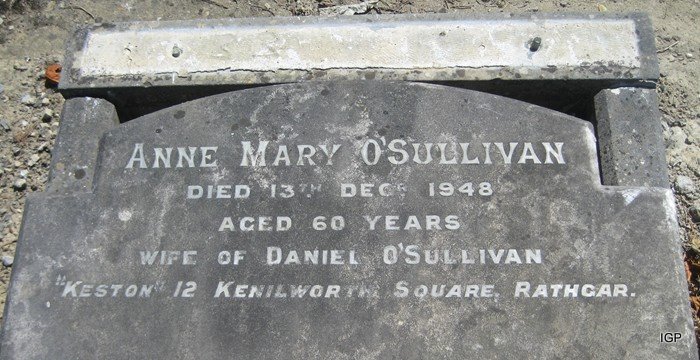 ANNE MARY O'SULLIVAN
DIED 13TH DECR 1948
AGED 60 YEARS
WIFE OF DANIEL O'SULLIVAN
"KESTON" 12 KENILWORTH SQUARE, RATHGAR.
IGP